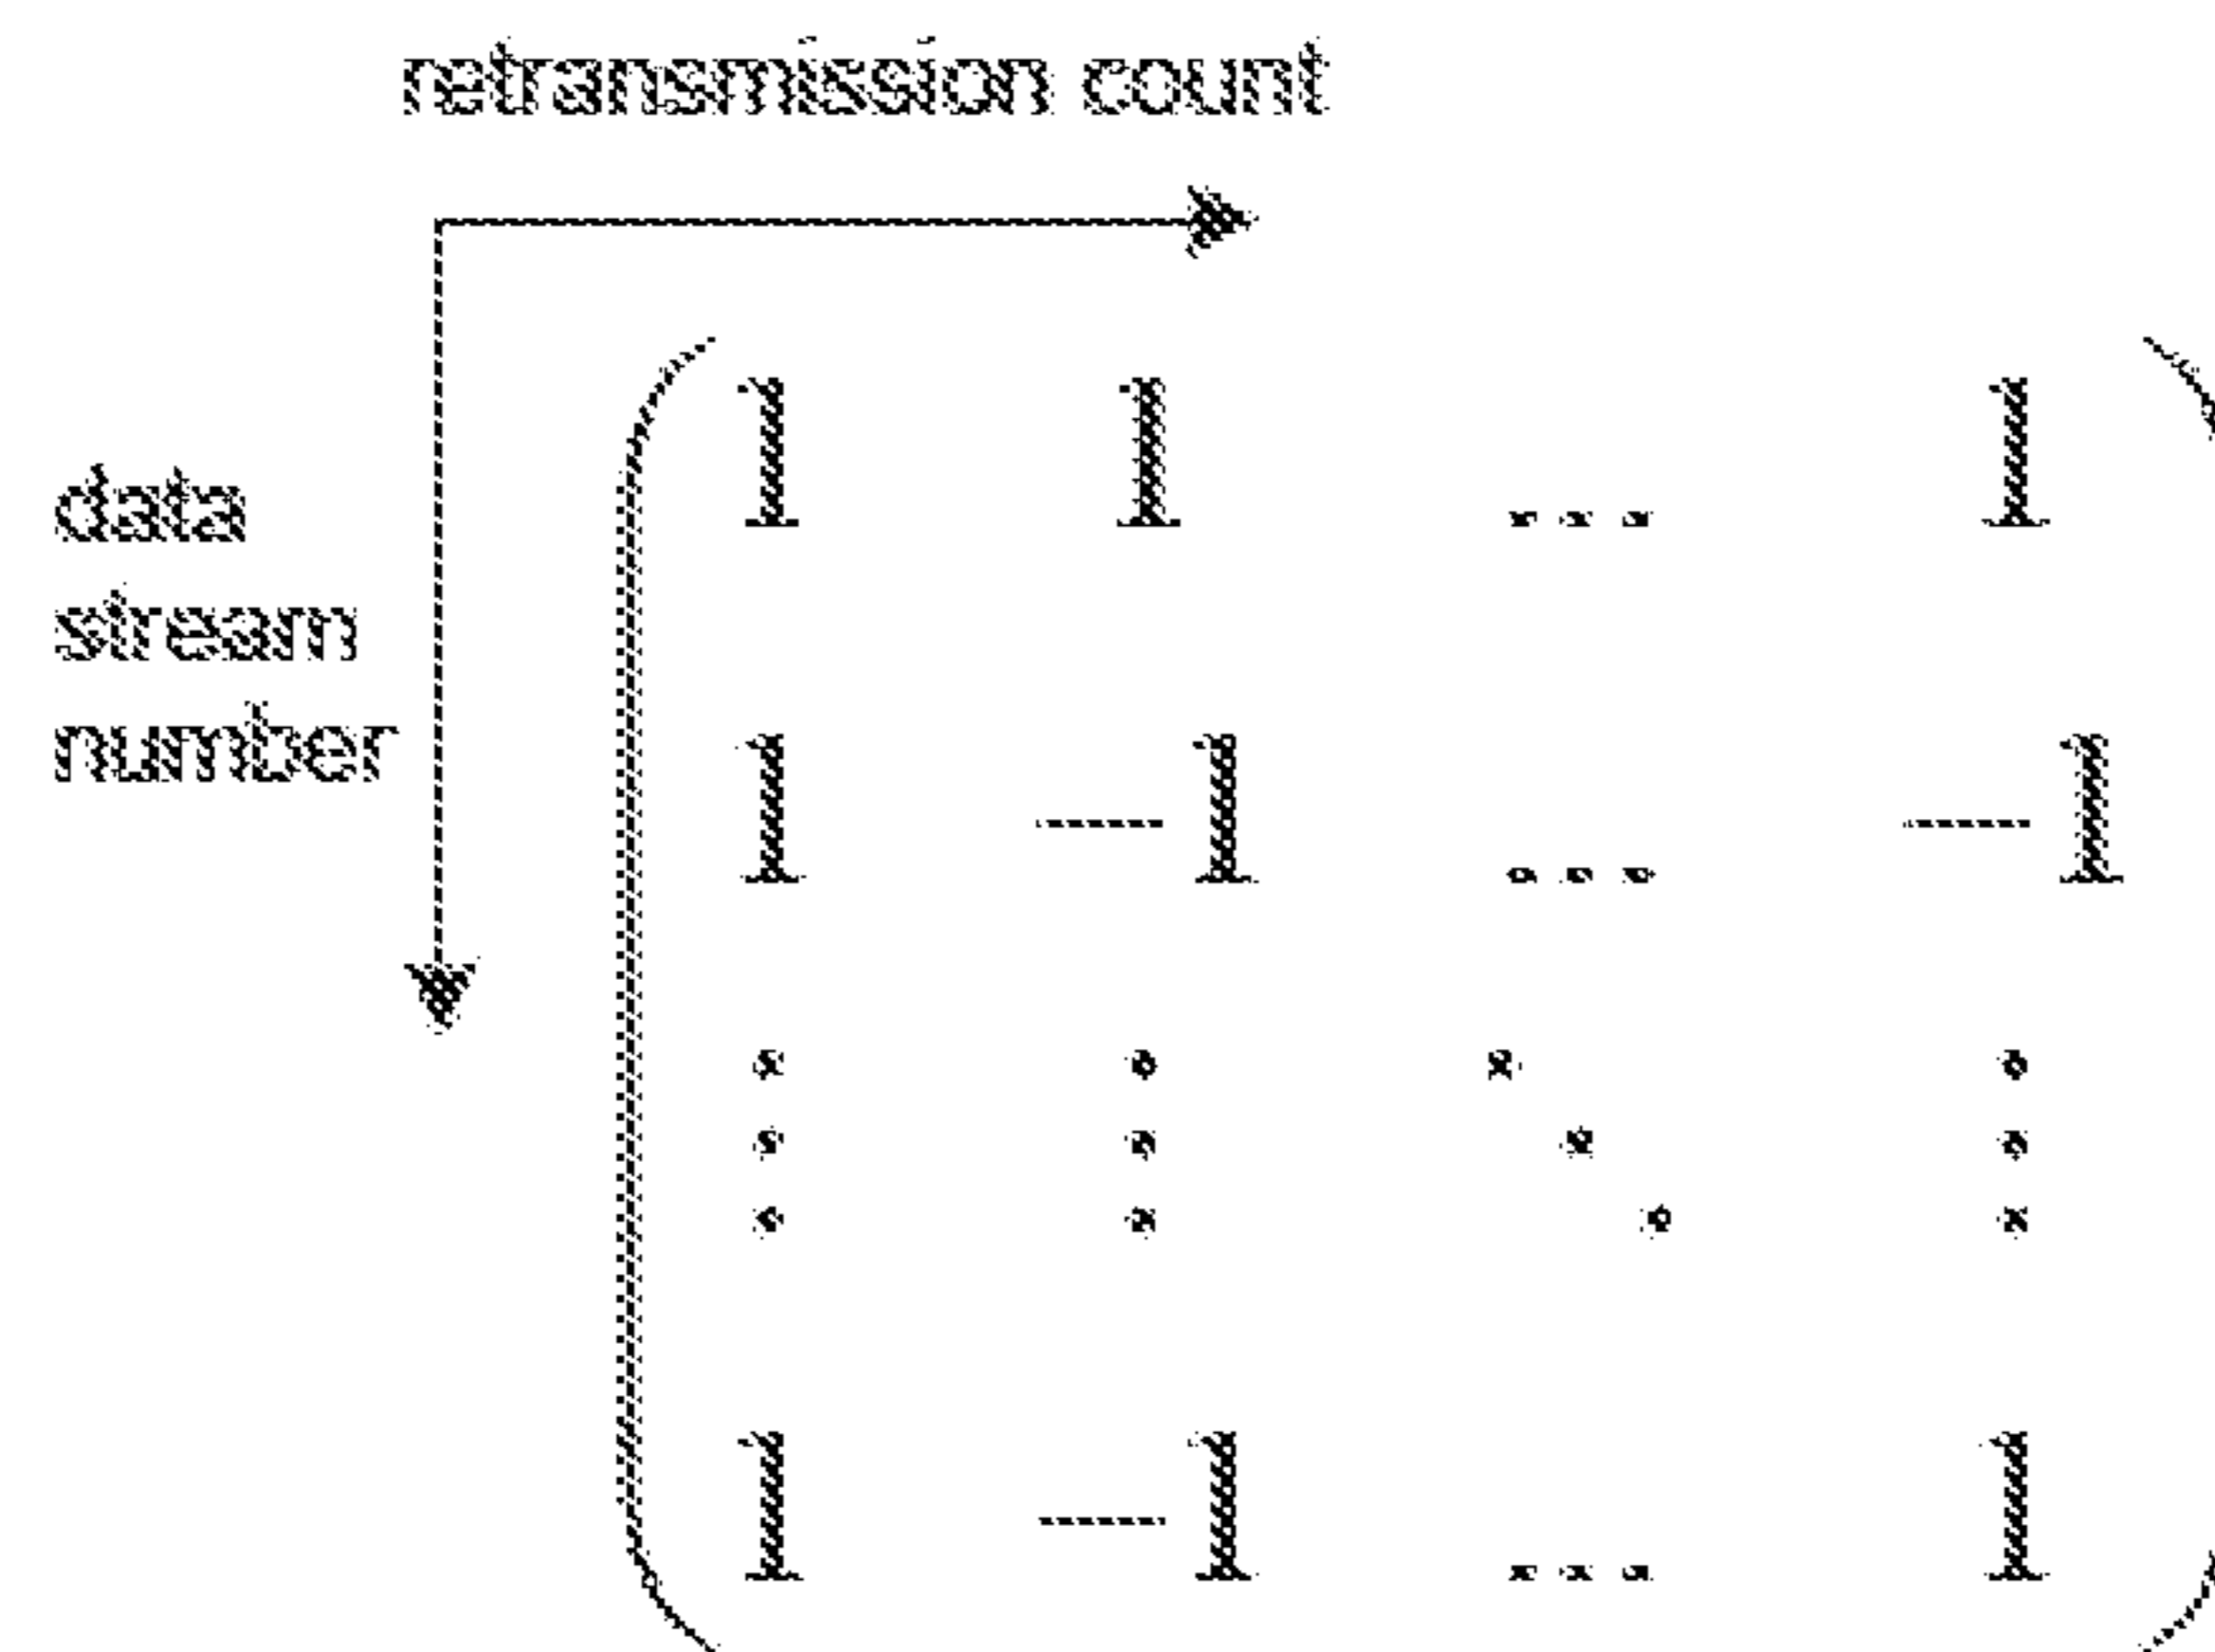 retransmission count
data
stream
number
1 1 ... 1
1 -1 ... -1
⋮ ⋮ ⋱ ⋮
1 -1 ... 1